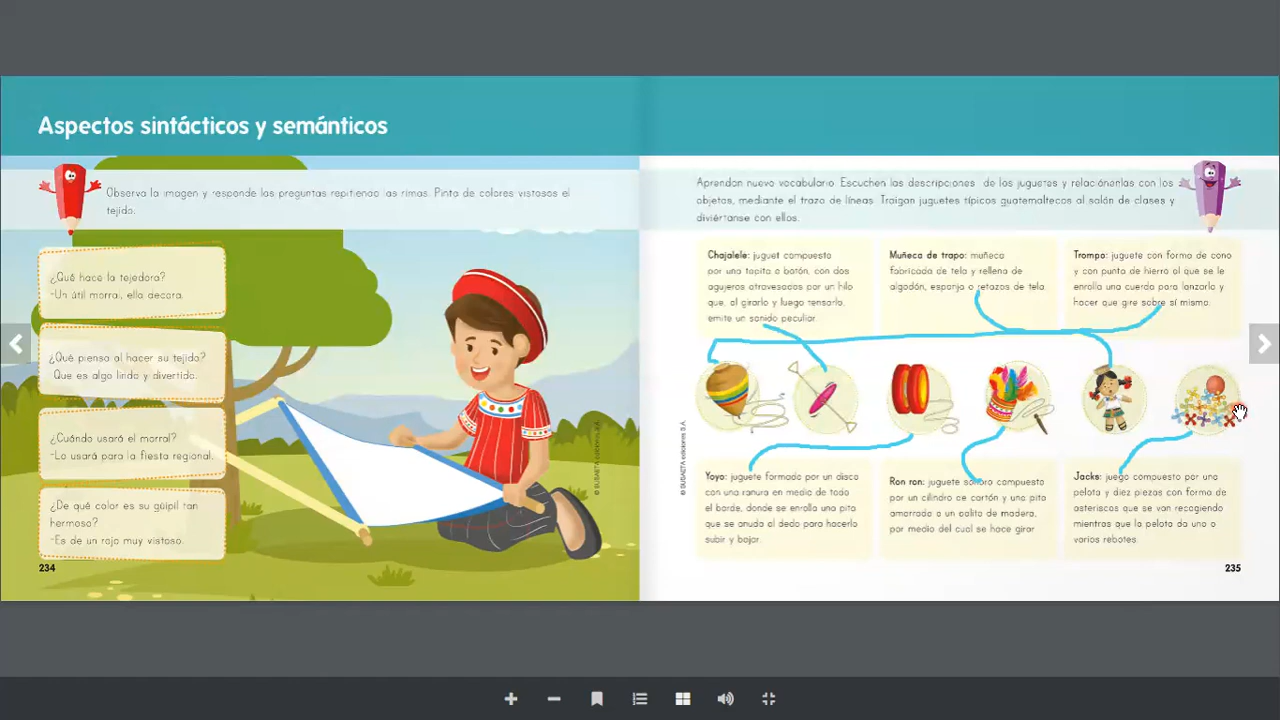 Aspectos sintácticos y semánticos
Observa la imagen y responde las preguntas repitiendo las rimas. Pinta de colores vistosos el
tejido.
¿Qué hace la tejedora?
-Un útil morral, ella decora.
¿Qué piensa al hacer su tejido?
Que es algo lindo y divertido.
¿Cuándo usará el morral?
-Lo usará para la fiesta regional.
¿De qué color es su güipil tan
hermoso?
-Es de un rojo muy vistoso.
234
© SUSAETA ediciones S.A.
Aprendan nuevo vocabulario. Escuchen las descripciones de los juguetes y relaciónenlas con los
objetos, mediante el trazo de líneas. Traigan juguetes típicos guatemaltecos al salón de clases y
diviértanse con ellos.
Chajalele: juguet compuesto
por una tapita o botón, con dos
agujeros atravesados por un hilo
que, al girarlo y luego tensarlo,
emite un sonido peculiar.
Muñeca de trapo: muñeca
fabricada de tela y rellena de
algodón, esponja o retazos de tela.
Trompo: juguete con forma de cono
y con punta de hierro al que se le
enrolla una cuerda para lanzarlo y
hacer que gire sobre sí mismo.
© SUSAETA ediciones S.A.
Yoyo: juguete formado por un disco
con una ranura en medio de todo
el borde, donde se enrolla una pita
que se anuda al dedo para hacerlo
subir y bajar.
Ron ron: juguete sonoro compuesto
por un cilindro de cartón y una pita
amarrada a un palito de madera,
por medio del cual se hace girar
Jacks: juego compuesto por una
pelota y diez piezas con forma de
asteriscos que se van recogiendo
mientras que la pelota da uno o
varios rebotes.
235